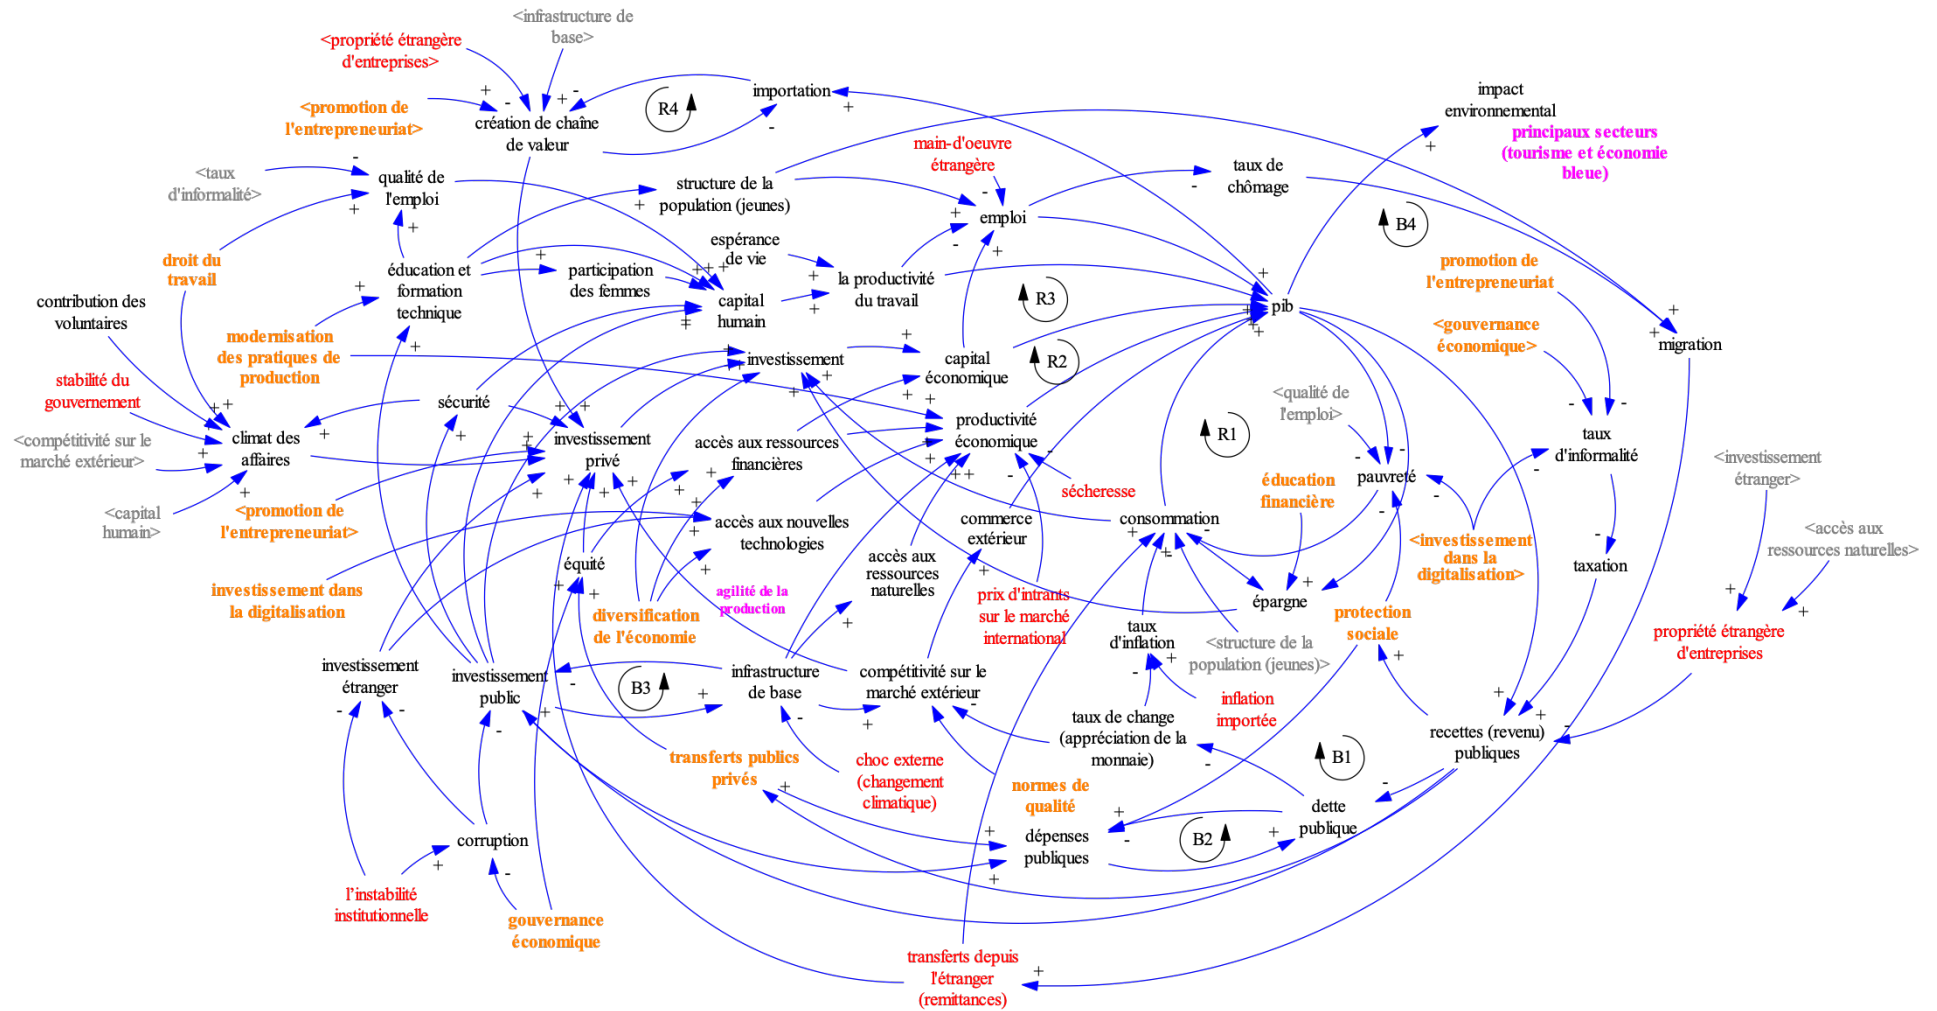 <infrastructure de
base>
<propriété étrangère
d'entreprises>
<promotion de
l'entrepreneuriat>
création de chaîne
de valeur
R4
importation
impact
environnemental
principaux secteurs
(tourisme et économie
bleue)
main-d'oeuvre
étrangère
taux de
chômage
<taux
d'informalité>
qualité de
l'emploi
structure de la
population (jeunes)
emploi
B4
droit du
travail
éducation et
formation
technique
participation
des femmes
espérance
de vie
la productivité
du travail
capital
humain
R3
pib
promotion de
l'entrepreneuriat
contribution des
voluntaires
modernisation
des pratiques de
production
<gouvernance
économique>
migration
investissement
capital
économique
R2
stabilité du
gouvernement
sécurité
<qualité de
l'emploi>
<compétitivité sur le
marché extérieur>
climat des
affaires
investissement
privé
accès aux ressources
financières
productivité
économique
R1
taux
d'informalité
pauvreté
<investissement
étranger>
<capital
humain>
<promotion de
l'entrepreneuriat>
sécheresse
éducation
financière
accès aux nouvelles
technologies
commerce
extérieur
consommation
<investissement
dans la
digitalisation>
<accès aux
ressources naturelles>
équité
accès aux
ressources
naturelles
taxation
investissement dans
la digitalisation
agilité de la
production
diversification
de l'économie
prix d'intrants
sur le marché
international
épargne
protection
sociale
taux
d'inflation
<structure de la
population (jeunes)>
propriété étrangère
d'entreprises
investissement
étranger
investissement
public
B3
infrastructure
de base
compétitivité sur le
marché extérieur
inflation
importée
taux de change
(appréciation de la
monnaie)
recettes (revenu)
publiques
transferts publics
privés
choc externe
(changement
climatique)
B1
normes de
qualité
dette
publique
corruption
dépenses
publiques
B2
l'instabilité
institutionnelle
gouvernance
économique
transferts depuis
l'étranger
(remittances)